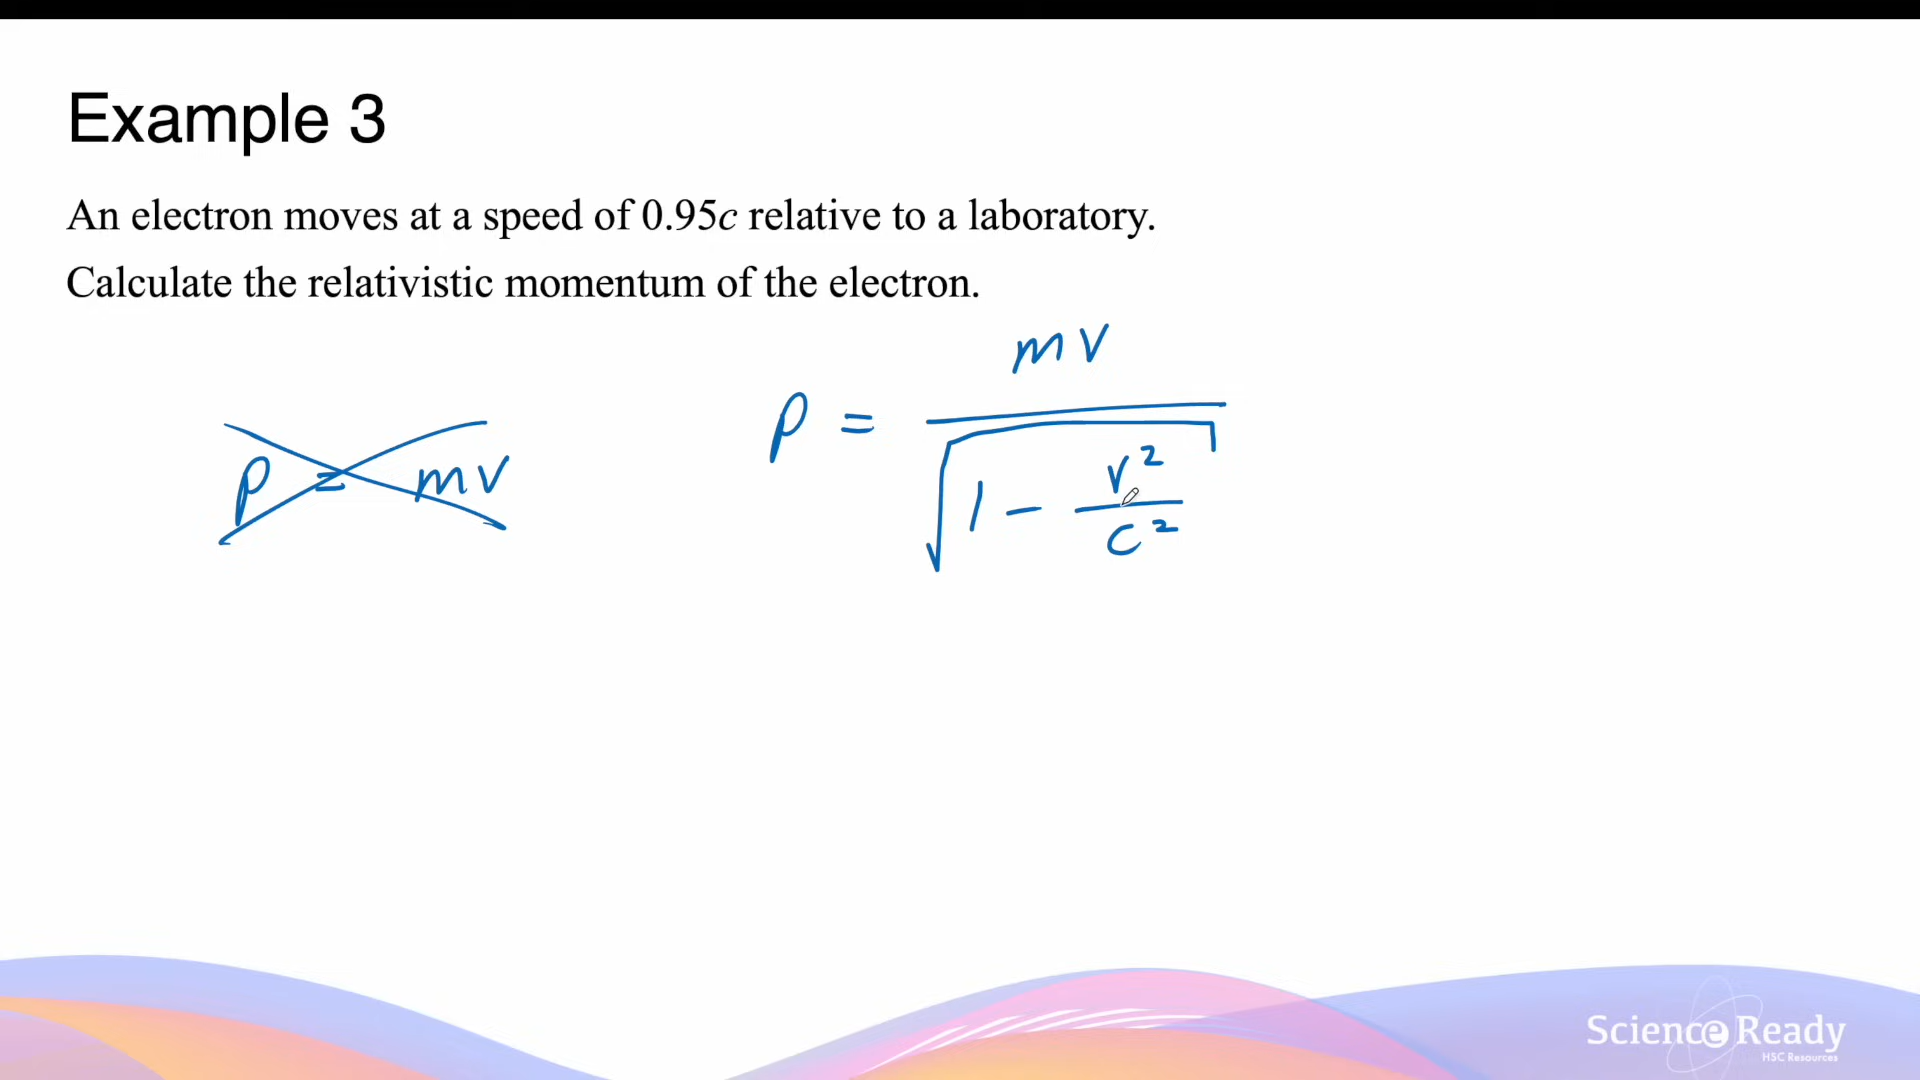 Example 3
An electron moves at a speed of 0.95c relative to a laboratory.
Calculate the relativistic momentum of the electron.
p = mv
p = mv / √(1 - v²/c²)
Science Ready
HSC Resources